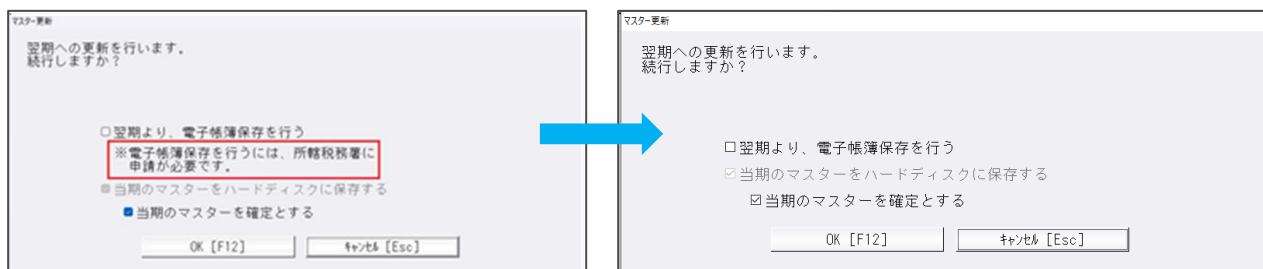 マスター更新
翌期への更新を行います。
続行しますか？
□翌期より、電子帳簿保存を行う
※電子帳簿保存を行うには、所轄税務署に
申請が必要です。
当期のマスターをハードディスクに保存する
当期のマスターを確定とする
OK [F12]
キャンセル [Esc]
マスター更新
翌期への更新を行います。
続行しますか？
□翌期より、電子帳簿保存を行う
☑当期のマスターをハードディスクに保存する
☑当期のマスターを確定とする
OK [F12]
キャンセル [Esc]